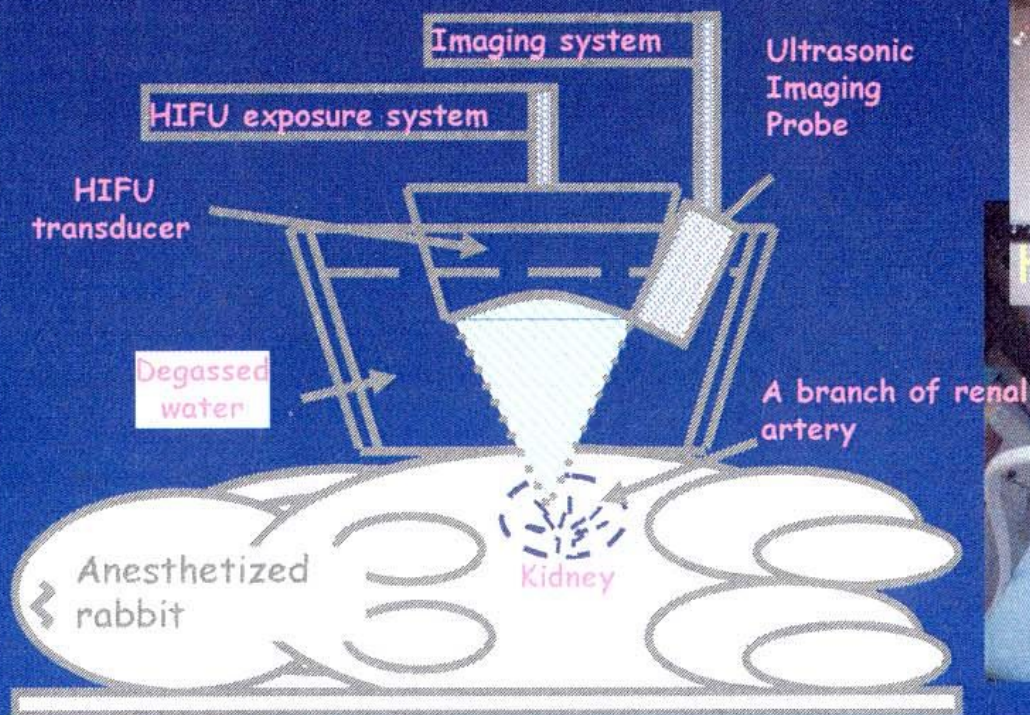 Imaging system
Ultrasonic
Imaging
Probe
HIFU exposure system
HIFU
transducer
Degassed
water
A branch of renal
artery
Anesthetized
rabbit
Kidney